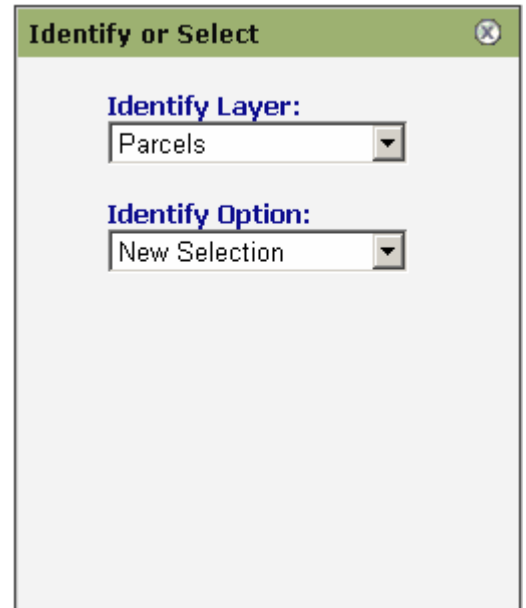 Identify or Select
Identify Layer:
Parcels
Identify Option:
New Selection